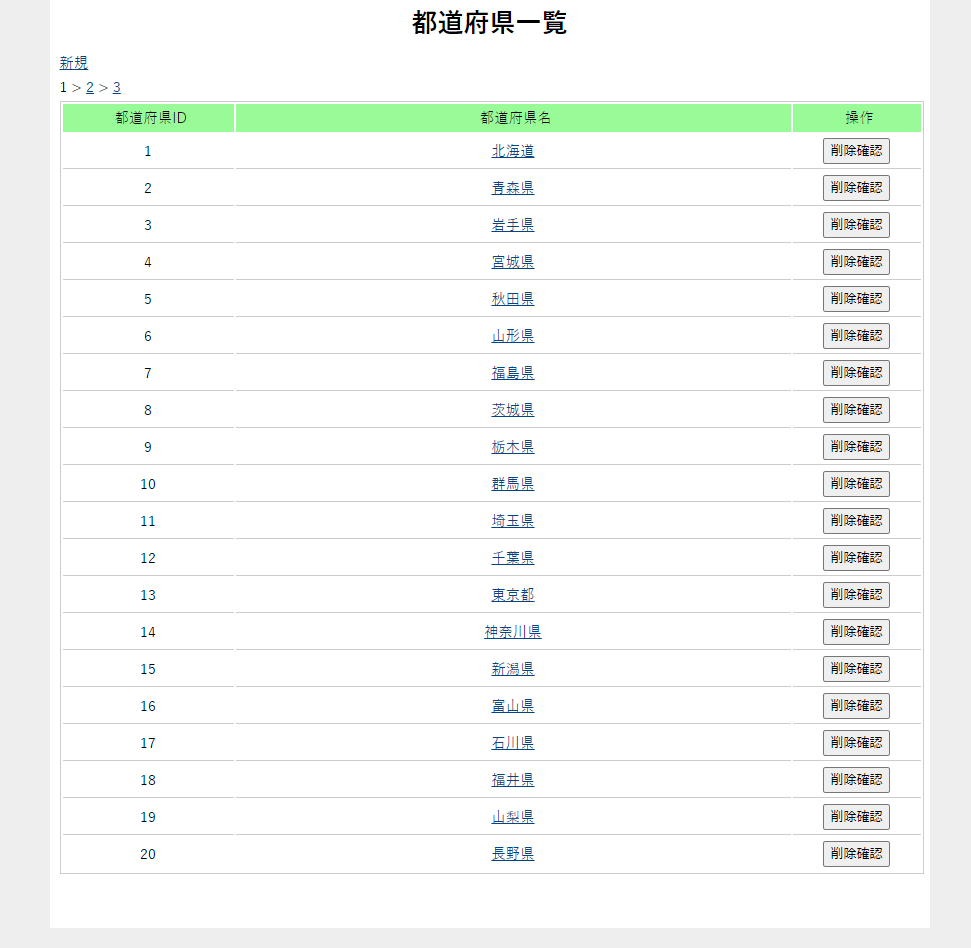 都道府県一覧
新規
1 > 2 > 3
都道府県ID 都道府県名 操作
1 北海道 削除確認
2 青森県 削除確認
3 岩手県 削除確認
4 宮城県 削除確認
5 秋田県 削除確認
6 山形県 削除確認
7 福島県 削除確認
8 茨城県 削除確認
9 栃木県 削除確認
10 群馬県 削除確認
11 埼玉県 削除確認
12 千葉県 削除確認
13 東京都 削除確認
14 神奈川県 削除確認
15 新潟県 削除確認
16 富山県 削除確認
17 石川県 削除確認
18 福井県 削除確認
19 山梨県 削除確認
20 長野県 削除確認